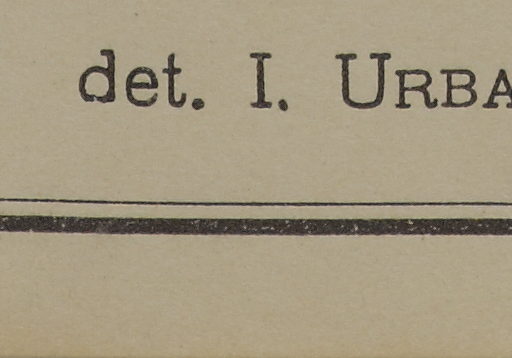 det. I. URBA